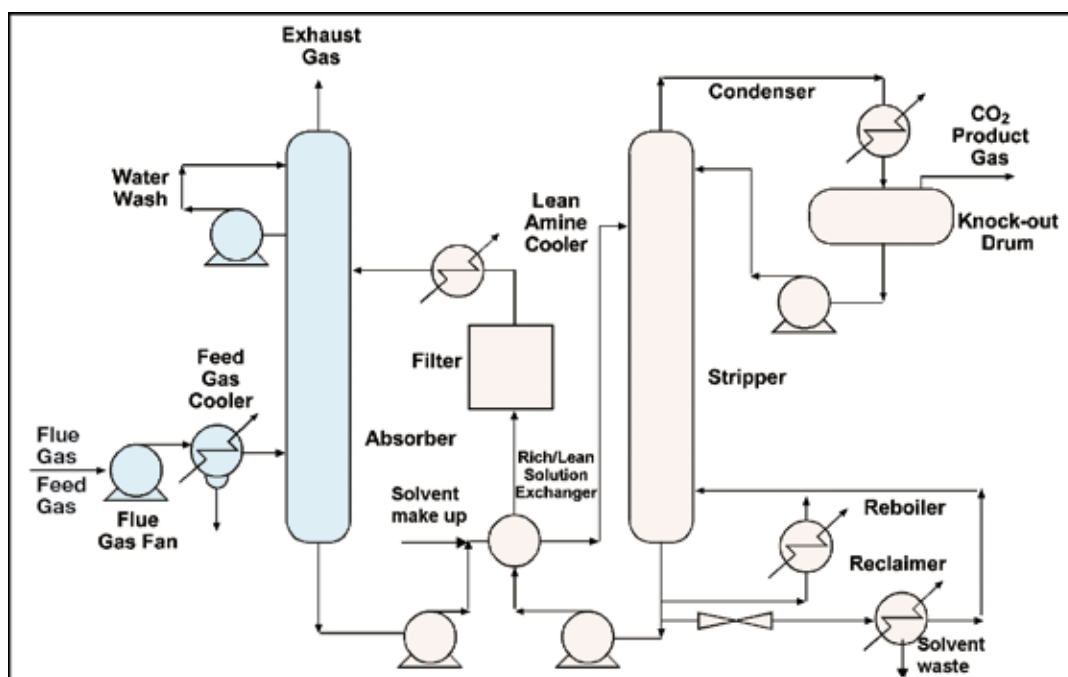 Exhaust
Gas
Condenser
CO₂
Product
Gas
Water
Wash
Lean
Amine
Cooler
Knock-out
Drum
Feed
Gas
Cooler
Filter
Stripper
Flue
Gas
Feed
Gas
Absorber
Rich/Lean
Solution
Exchanger
Solvent
make up
Flue
Gas Fan
Reboiler
Reclaimer
Solvent
waste